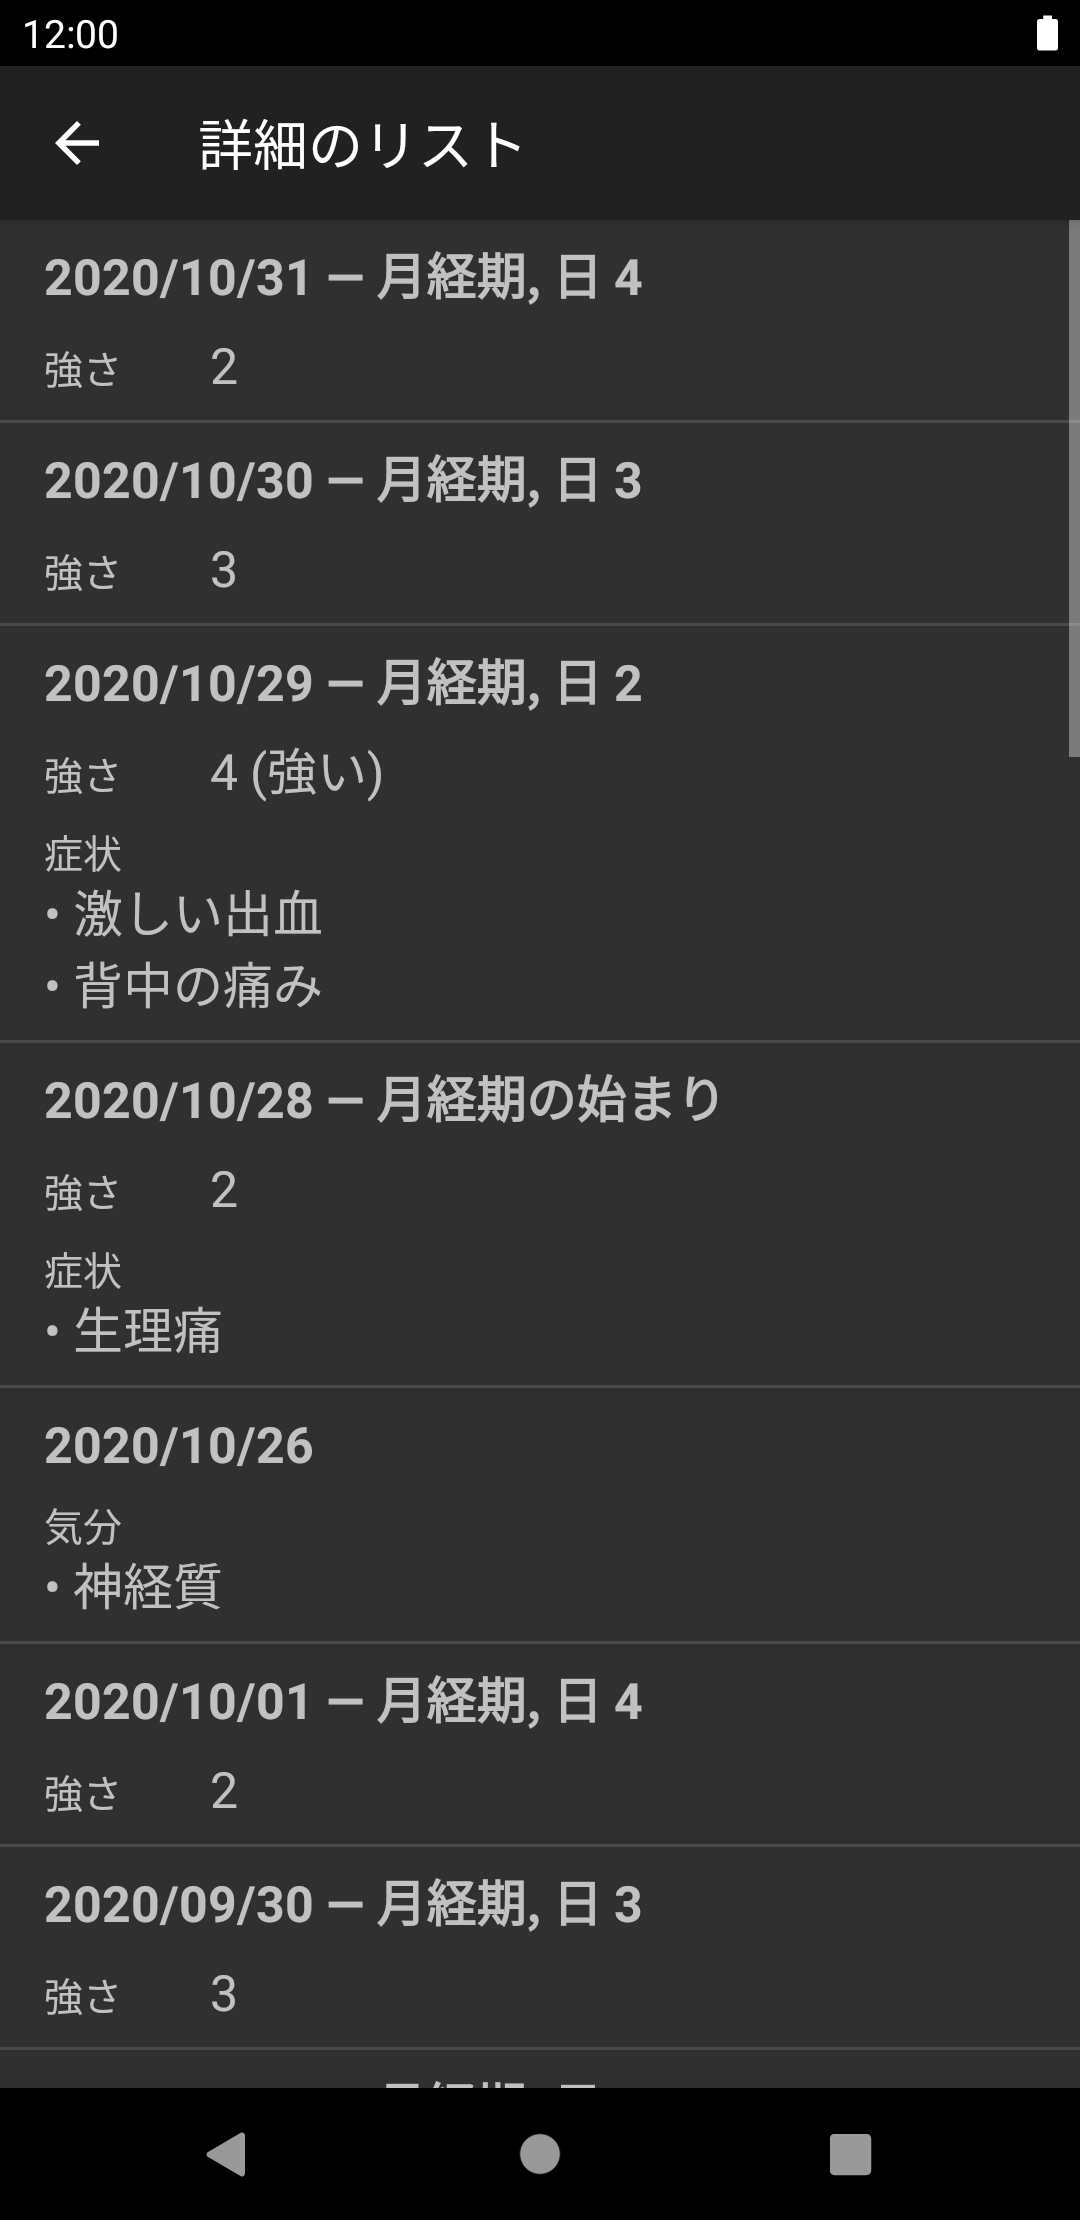 12:00
詳細のリスト
2020/10/31 – 月経期, 日 4
強さ 2
2020/10/30 – 月経期, 日 3
強さ 3
2020/10/29 – 月経期, 日 2
強さ 4 (強い)
症状
• 激しい出血
• 背中の痛み
2020/10/28 – 月経期の始まり
強さ 2
症状
• 生理痛
2020/10/26
気分
• 神経質
2020/10/01 – 月経期, 日 4
強さ 2
2020/09/30 – 月経期, 日 3
強さ 3